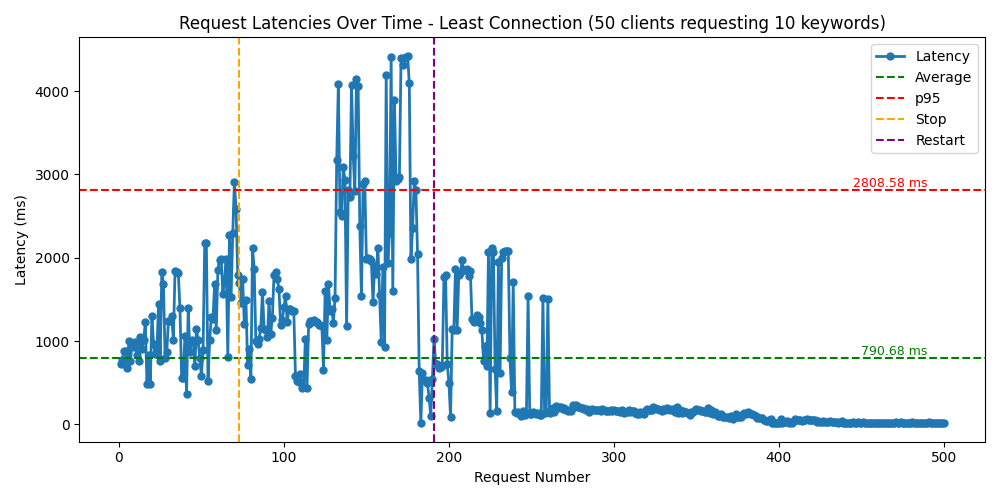 Request Latencies Over Time - Least Connection (50 clients requesting 10 keywords)
Latency
Average
p95
Stop
Restart
2808.58 ms
790.68 ms
Latency (ms)
4000
3000
2000
1000
0
0 100 200 300 400 500
Request Number